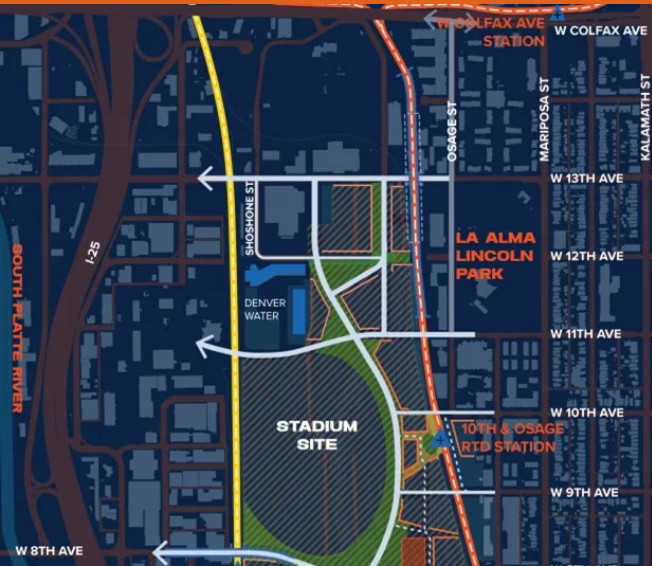 W COLFAX AVE
STATION
W COLFAX AVE
OSAGE ST
MARIPOSA ST
KALAMATH ST
W 13TH AVE
SHOSHONE ST
I-25
LA ALMA
LINCOLN
PARK
W 12TH AVE
SOUTH PLATTE RIVER
DENVER
WATER
W 11TH AVE
STADIUM
SITE
W 10TH AVE
10TH & OSAGE
RTD STATION
W 9TH AVE
W 8TH AVE